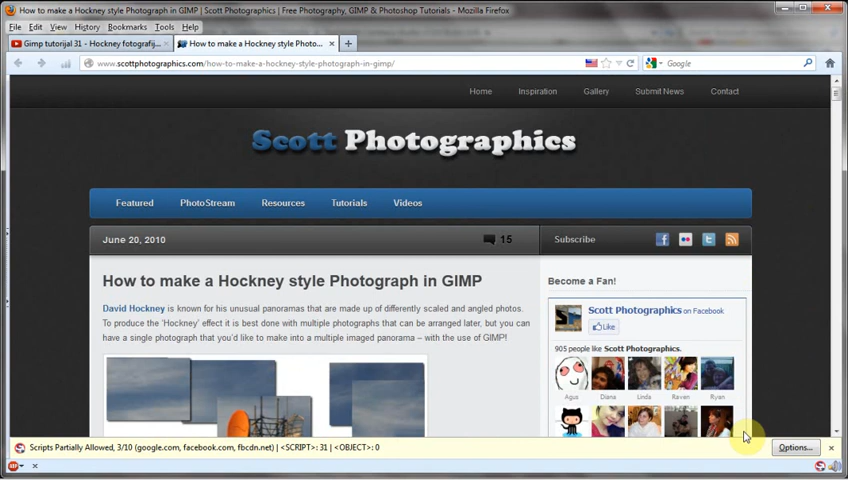 How to make a Hockney style Photograph in GIMP | Scott Photographics | Free Photography, GIMP & Photoshop Tutorials - Mozilla Firefox
File Edit View History Bookmarks Tools Help
Gimp tutorijal 31 - Hockney fotografij... × How to make a Hockney style Photo... × +
www.scottphotographics.com/how-to-make-a-hockney-style-photograph-in-gimp/ Google
Home Inspiration Gallery Submit News Contact
Scott Photographics
Featured PhotoStream Resources Tutorials Videos
June 20, 2010 15 Subscribe
How to make a Hockney style Photograph in GIMP
David Hockney is known for his unusual panoramas that are made up of differently scaled and angled photos.
To produce the 'Hockney' effect it is best done with multiple photographs that can be arranged later, but you can
have a single photograph that you'd like to make into a multiple imaged panorama – with the use of GIMP!
Become a Fan!
Scott Photographics on Facebook
Like
905 people like Scott Photographics.
Agus Diana Linda Raven Ryan
Scripts Partially Allowed, 3/10 (google.com, facebook.com, fbcdn.net) | <SCRIPT>: 31 | <OBJECT>: 0 Options... ×
ABP ×